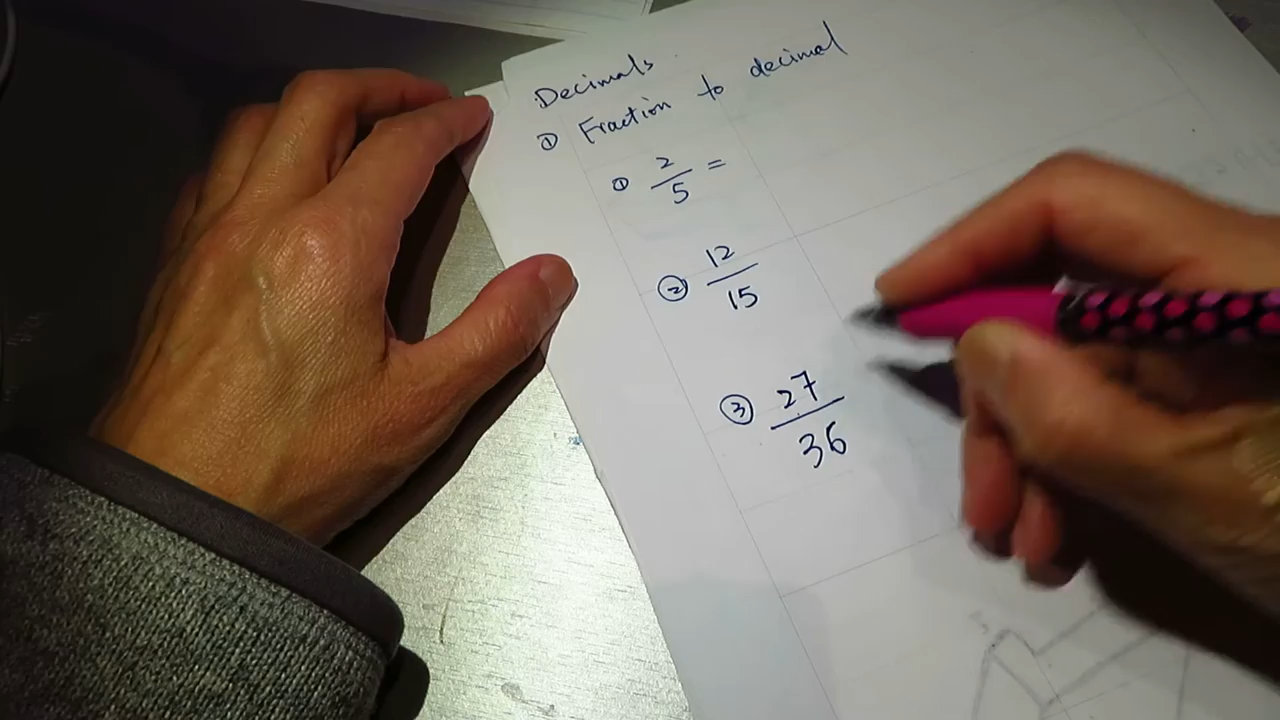 Decimals.
① Fraction to decimal
① 2/5 =
② 12/15
③ 27/36